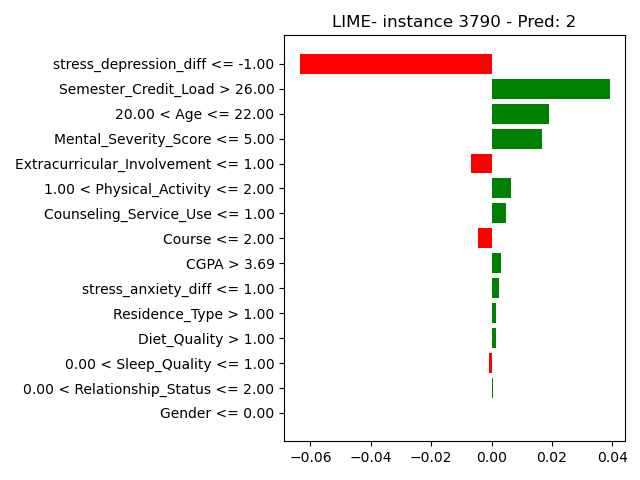 LIME- instance 3790 - Pred: 2
stress_depression_diff <= -1.00
Semester_Credit_Load > 26.00
20.00 < Age <= 22.00
Mental_Severity_Score <= 5.00
Extracurricular_Involvement <= 1.00
1.00 < Physical_Activity <= 2.00
Counseling_Service_Use <= 1.00
Course <= 2.00
CGPA > 3.69
stress_anxiety_diff <= 1.00
Residence_Type > 1.00
Diet_Quality > 1.00
0.00 < Sleep_Quality <= 1.00
0.00 < Relationship_Status <= 2.00
Gender <= 0.00
−0.06 −0.04 −0.02 0.00 0.02 0.04